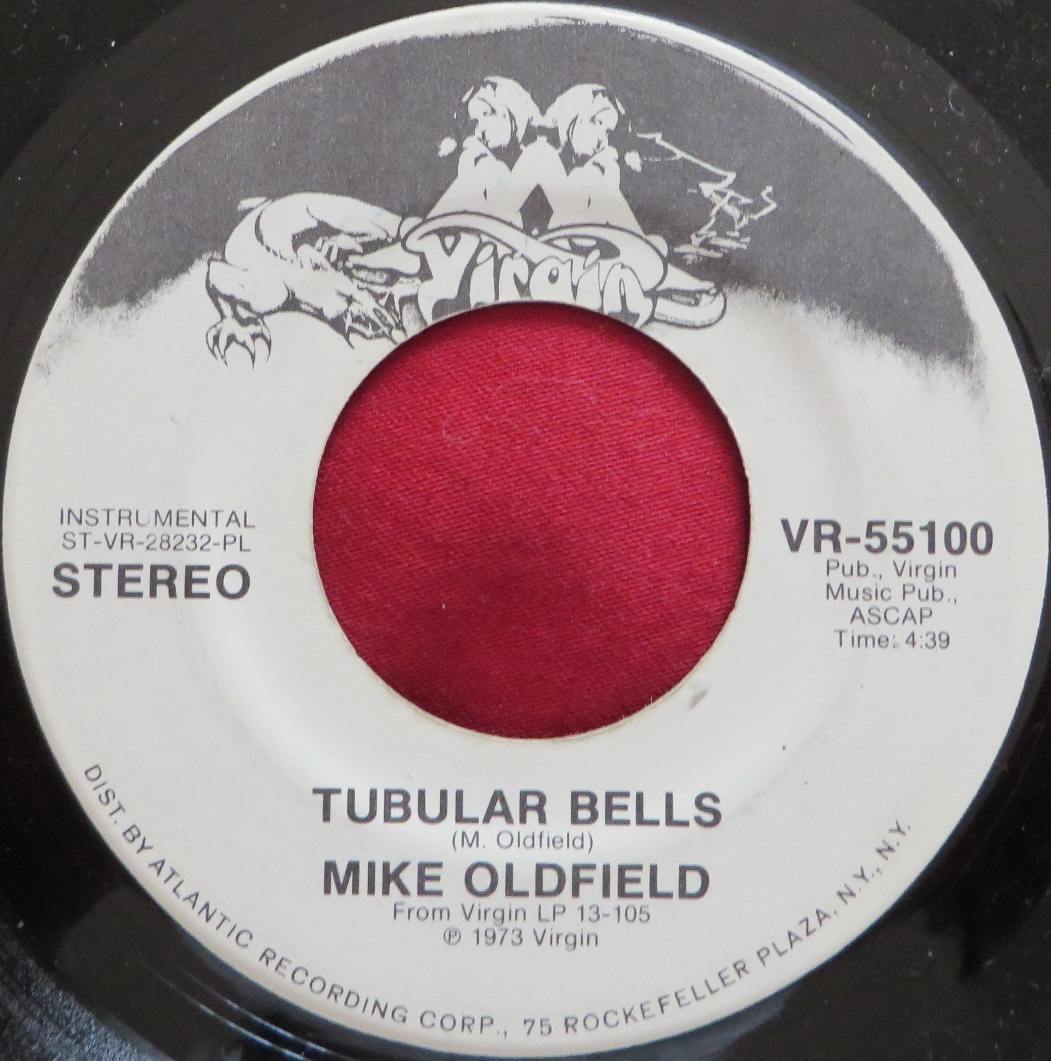 Virgin
INSTRUMENTAL
ST-VR-28232-PL
STEREO
VR-55100
Pub., Virgin
Music Pub.,
ASCAP
Time: 4:39
TUBULAR BELLS
(M. Oldfield)
MIKE OLDFIELD
From Virgin LP 13-105
℗ 1973 Virgin
DIST. BY ATLANTIC RECORDING CORP., 75 ROCKEFELLER PLAZA, N.Y., N.Y.